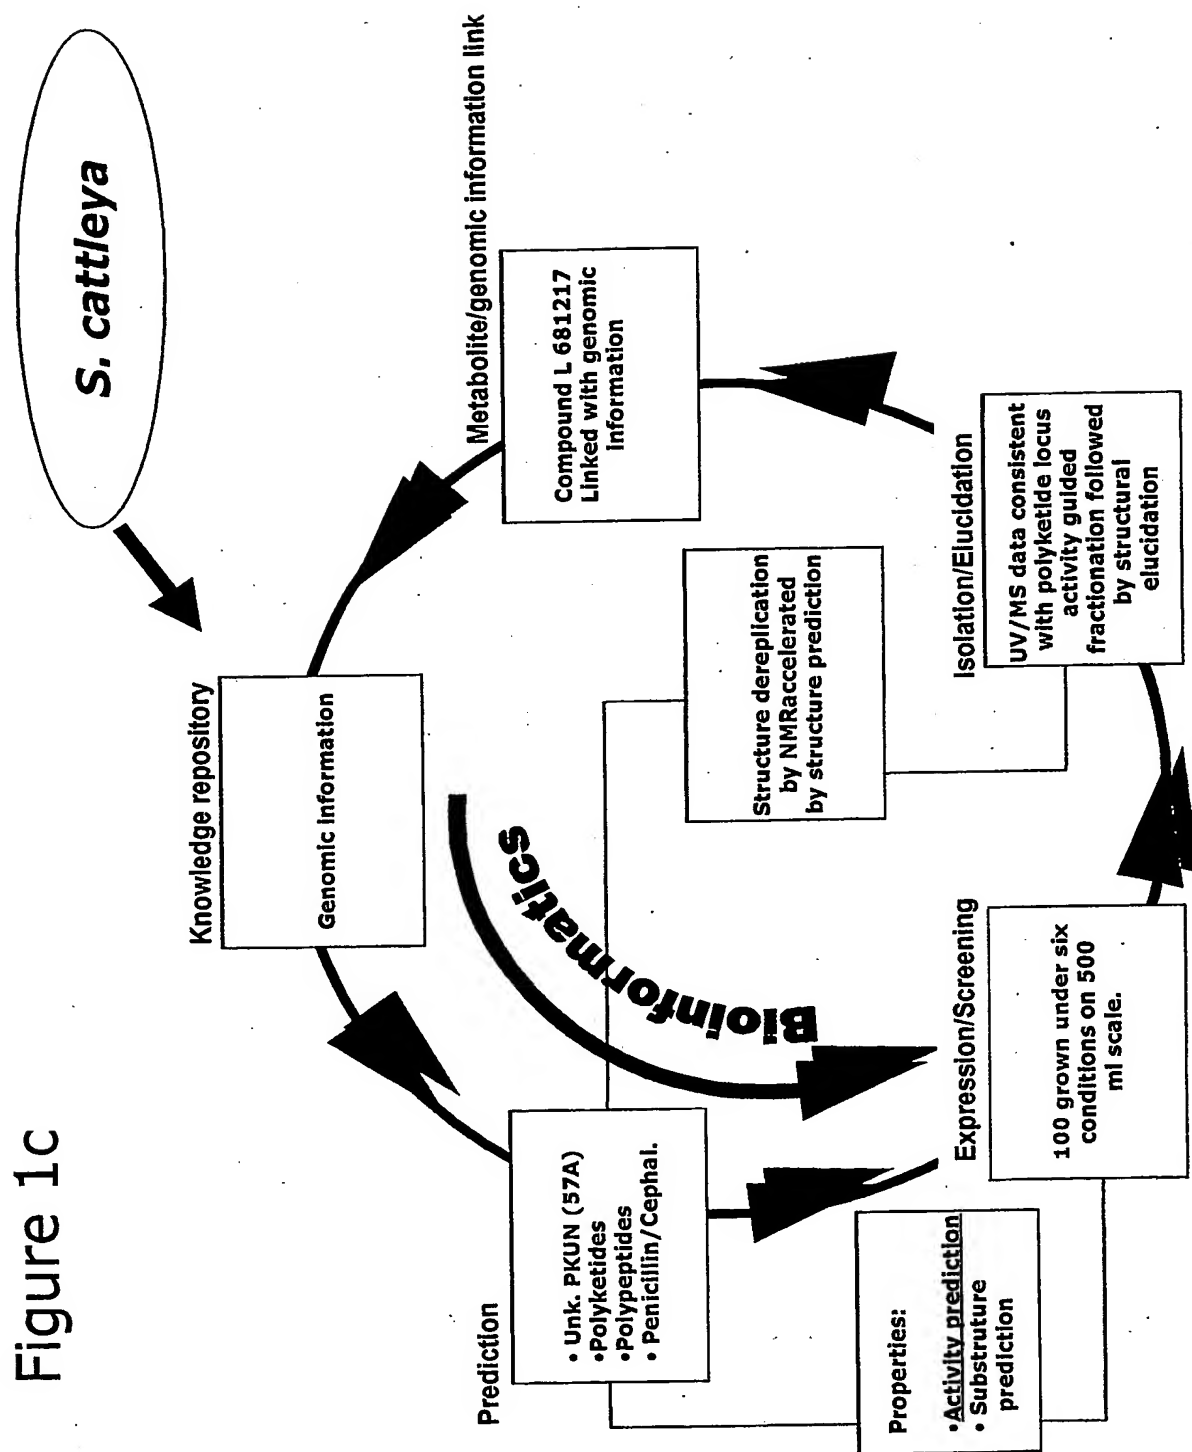 Figure 1c
S. cattleya
Knowledge repository
Genomic information
Metabolite/genomic information link
Compound L 681217
Linked with genomic
information
Prediction
• Unk. PKUN (57A)
•Polyketides
•Polypeptides
• Penicillin/Cephal.
Bioinformatics
Structure dereplication
by NMRaccelerated
by structure prediction
Properties:
•Activity prediction
• Substruture
prediction
Expression/Screening
100 grown under six
conditions on 500
ml scale.
Isolation/Elucidation
UV/MS data consistent
with polyketide locus
activity guided
fractionation followed
by structural
elucidation